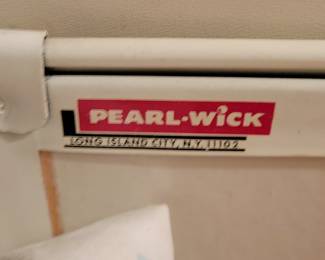 PEARL•WiCK
LONG ISLAND CITY, N.Y. 11102